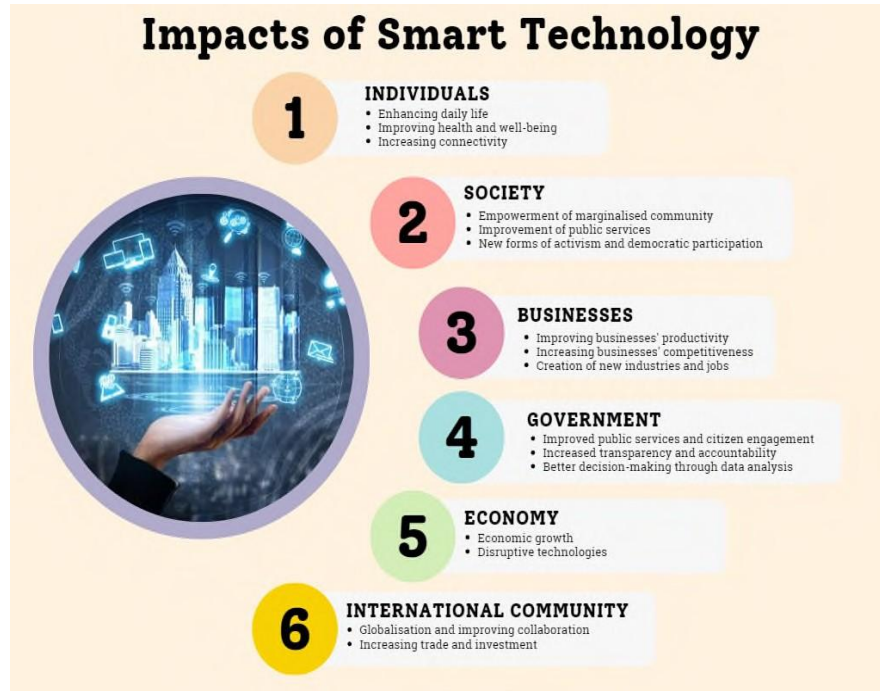 Impacts of Smart Technology
1
INDIVIDUALS
• Enhancing daily life
• Improving health and well-being
• Increasing connectivity
2
SOCIETY
• Empowerment of marginalised community
• Improvement of public services
• New forms of activism and democratic participation
3
BUSINESSES
• Improving businesses' productivity
• Increasing businesses' competitiveness
• Creation of new industries and jobs
4
GOVERNMENT
• Improved public services and citizen engagement
• Increased transparency and accountability
• Better decision-making through data analysis
5
ECONOMY
• Economic growth
• Disruptive technologies
6
INTERNATIONAL COMMUNITY
• Globalisation and improving collaboration
• Increasing trade and investment